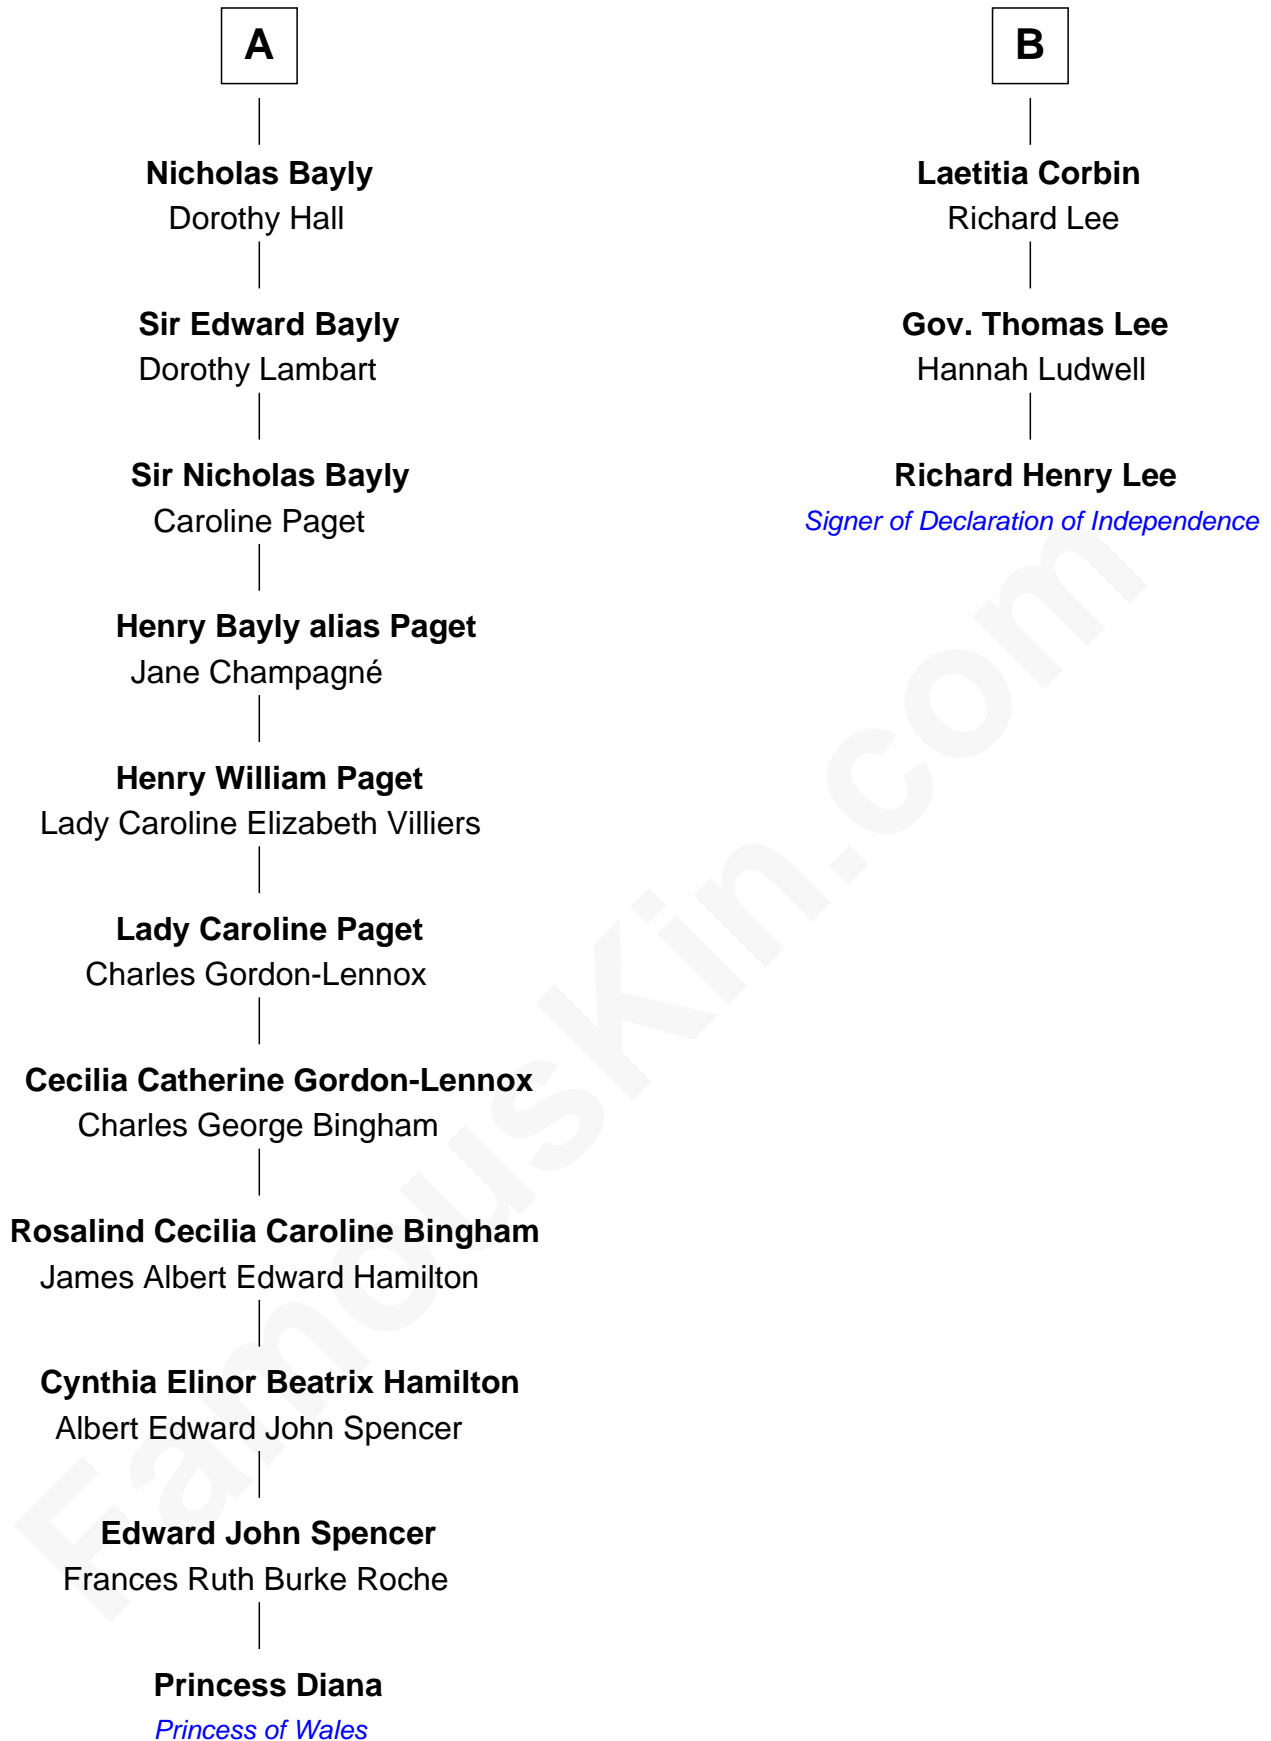 A
Nicholas Bayly
Dorothy Hall
Sir Edward Bayly
Dorothy Lambart
Sir Nicholas Bayly
Caroline Paget
Henry Bayly alias Paget
Jane Champagné
Henry William Paget
Lady Caroline Elizabeth Villiers
Lady Caroline Paget
Charles Gordon-Lennox
Cecilia Catherine Gordon-Lennox
Charles George Bingham
Rosalind Cecilia Caroline Bingham
James Albert Edward Hamilton
Cynthia Elinor Beatrix Hamilton
Albert Edward John Spencer
Edward John Spencer
Frances Ruth Burke Roche
Princess Diana
Princess of Wales
B
Laetitia Corbin
Richard Lee
Gov. Thomas Lee
Hannah Ludwell
Richard Henry Lee
Signer of Declaration of Independence
FamousKin.com